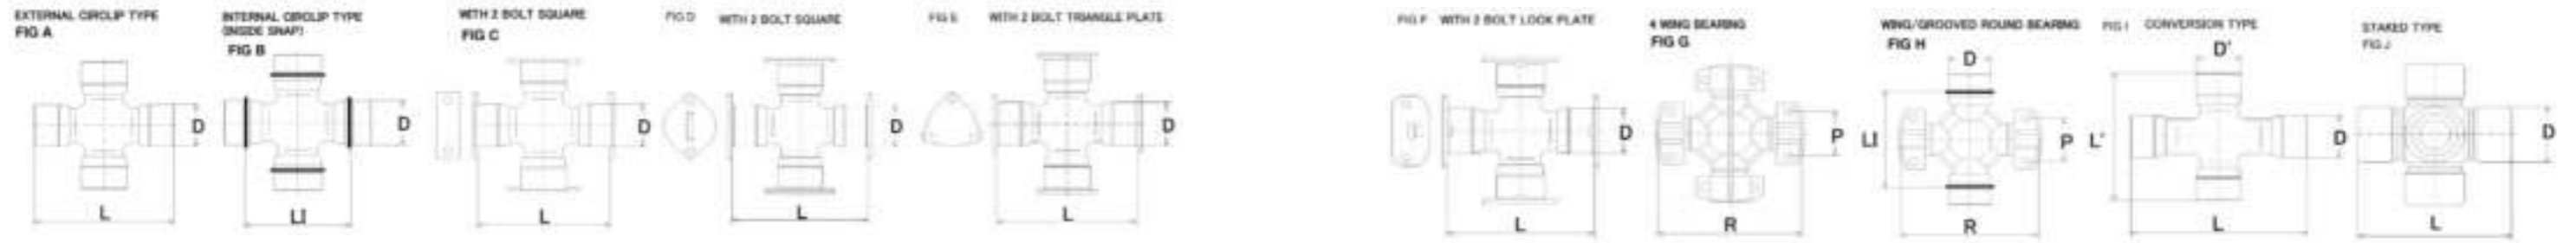 EXTERNAL CIRCLIP TYPE
FIG A
D
L
INTERNAL CIRCLIP TYPE
(INSIDE SNAP)
FIG B
D
LI
WITH 2 BOLT SQUARE
FIG C
D
L
FIG D WITH 2 BOLT SQUARE
D
L
FIG E WITH 2 BOLT TRIANGLE PLATE
D
L
FIG F WITH 2 BOLT LOOK PLATE
D
L
4 WING BEARING
FIG G
P
R
WING/GROOVED ROUND BEARING
FIG H
D
LI
P
R
FIG I CONVERSION TYPE
D'
L'
D
L
STAKED TYPE
FIG J
D
L